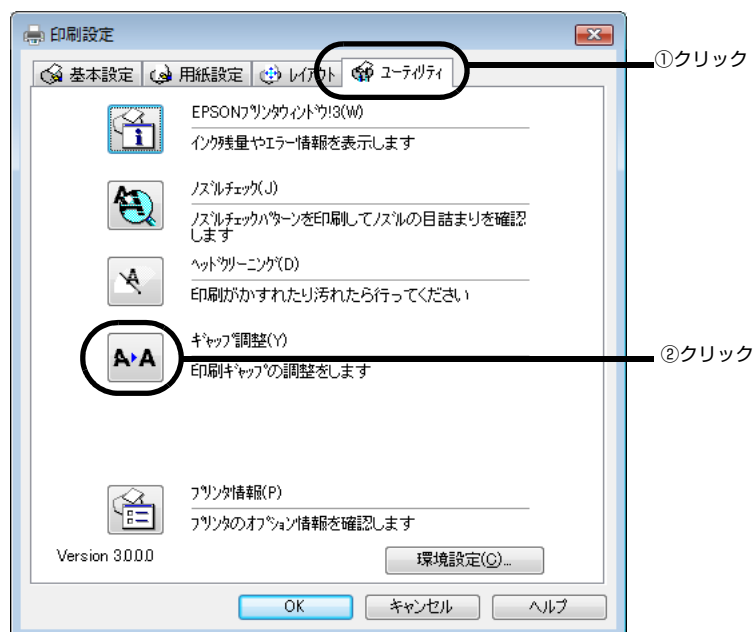 印刷設定
基本設定 用紙設定 レイアウト ユーティリティ
①クリック
EPSONプリンタウィンドウ!3(W)
インク残量やエラー情報を表示します
ノズルチェック(J)
ノズルチェックパターンを印刷してノズルの目詰まりを確認
します
ヘッドクリーニング(D)
印刷がかすれたり汚れたら行ってください
ギャップ調整(Y)
②クリック
印刷ギャップの調整をします
プリンタ情報(P)
プリンタのオプション情報を確認します
Version 3.0.0.0
環境設定(C)...
OK キャンセル ヘルプ